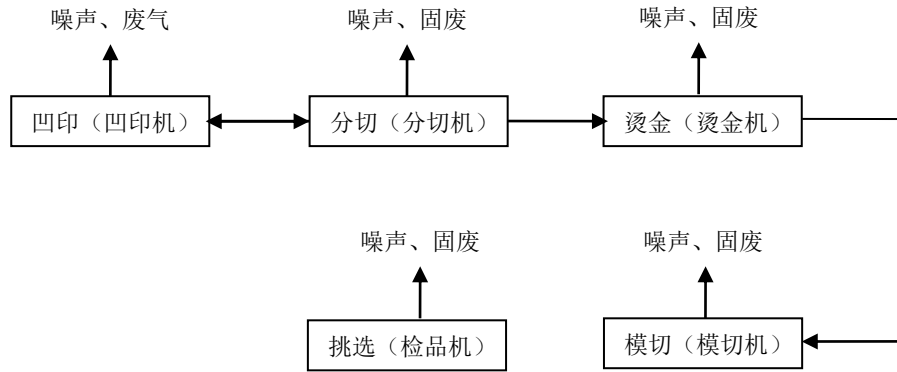 噪声、废气
噪声、固废
噪声、固废
凹印（凹印机）
分切（分切机）
烫金（烫金机）
噪声、固废
噪声、固废
挑选（检品机）
模切（模切机）